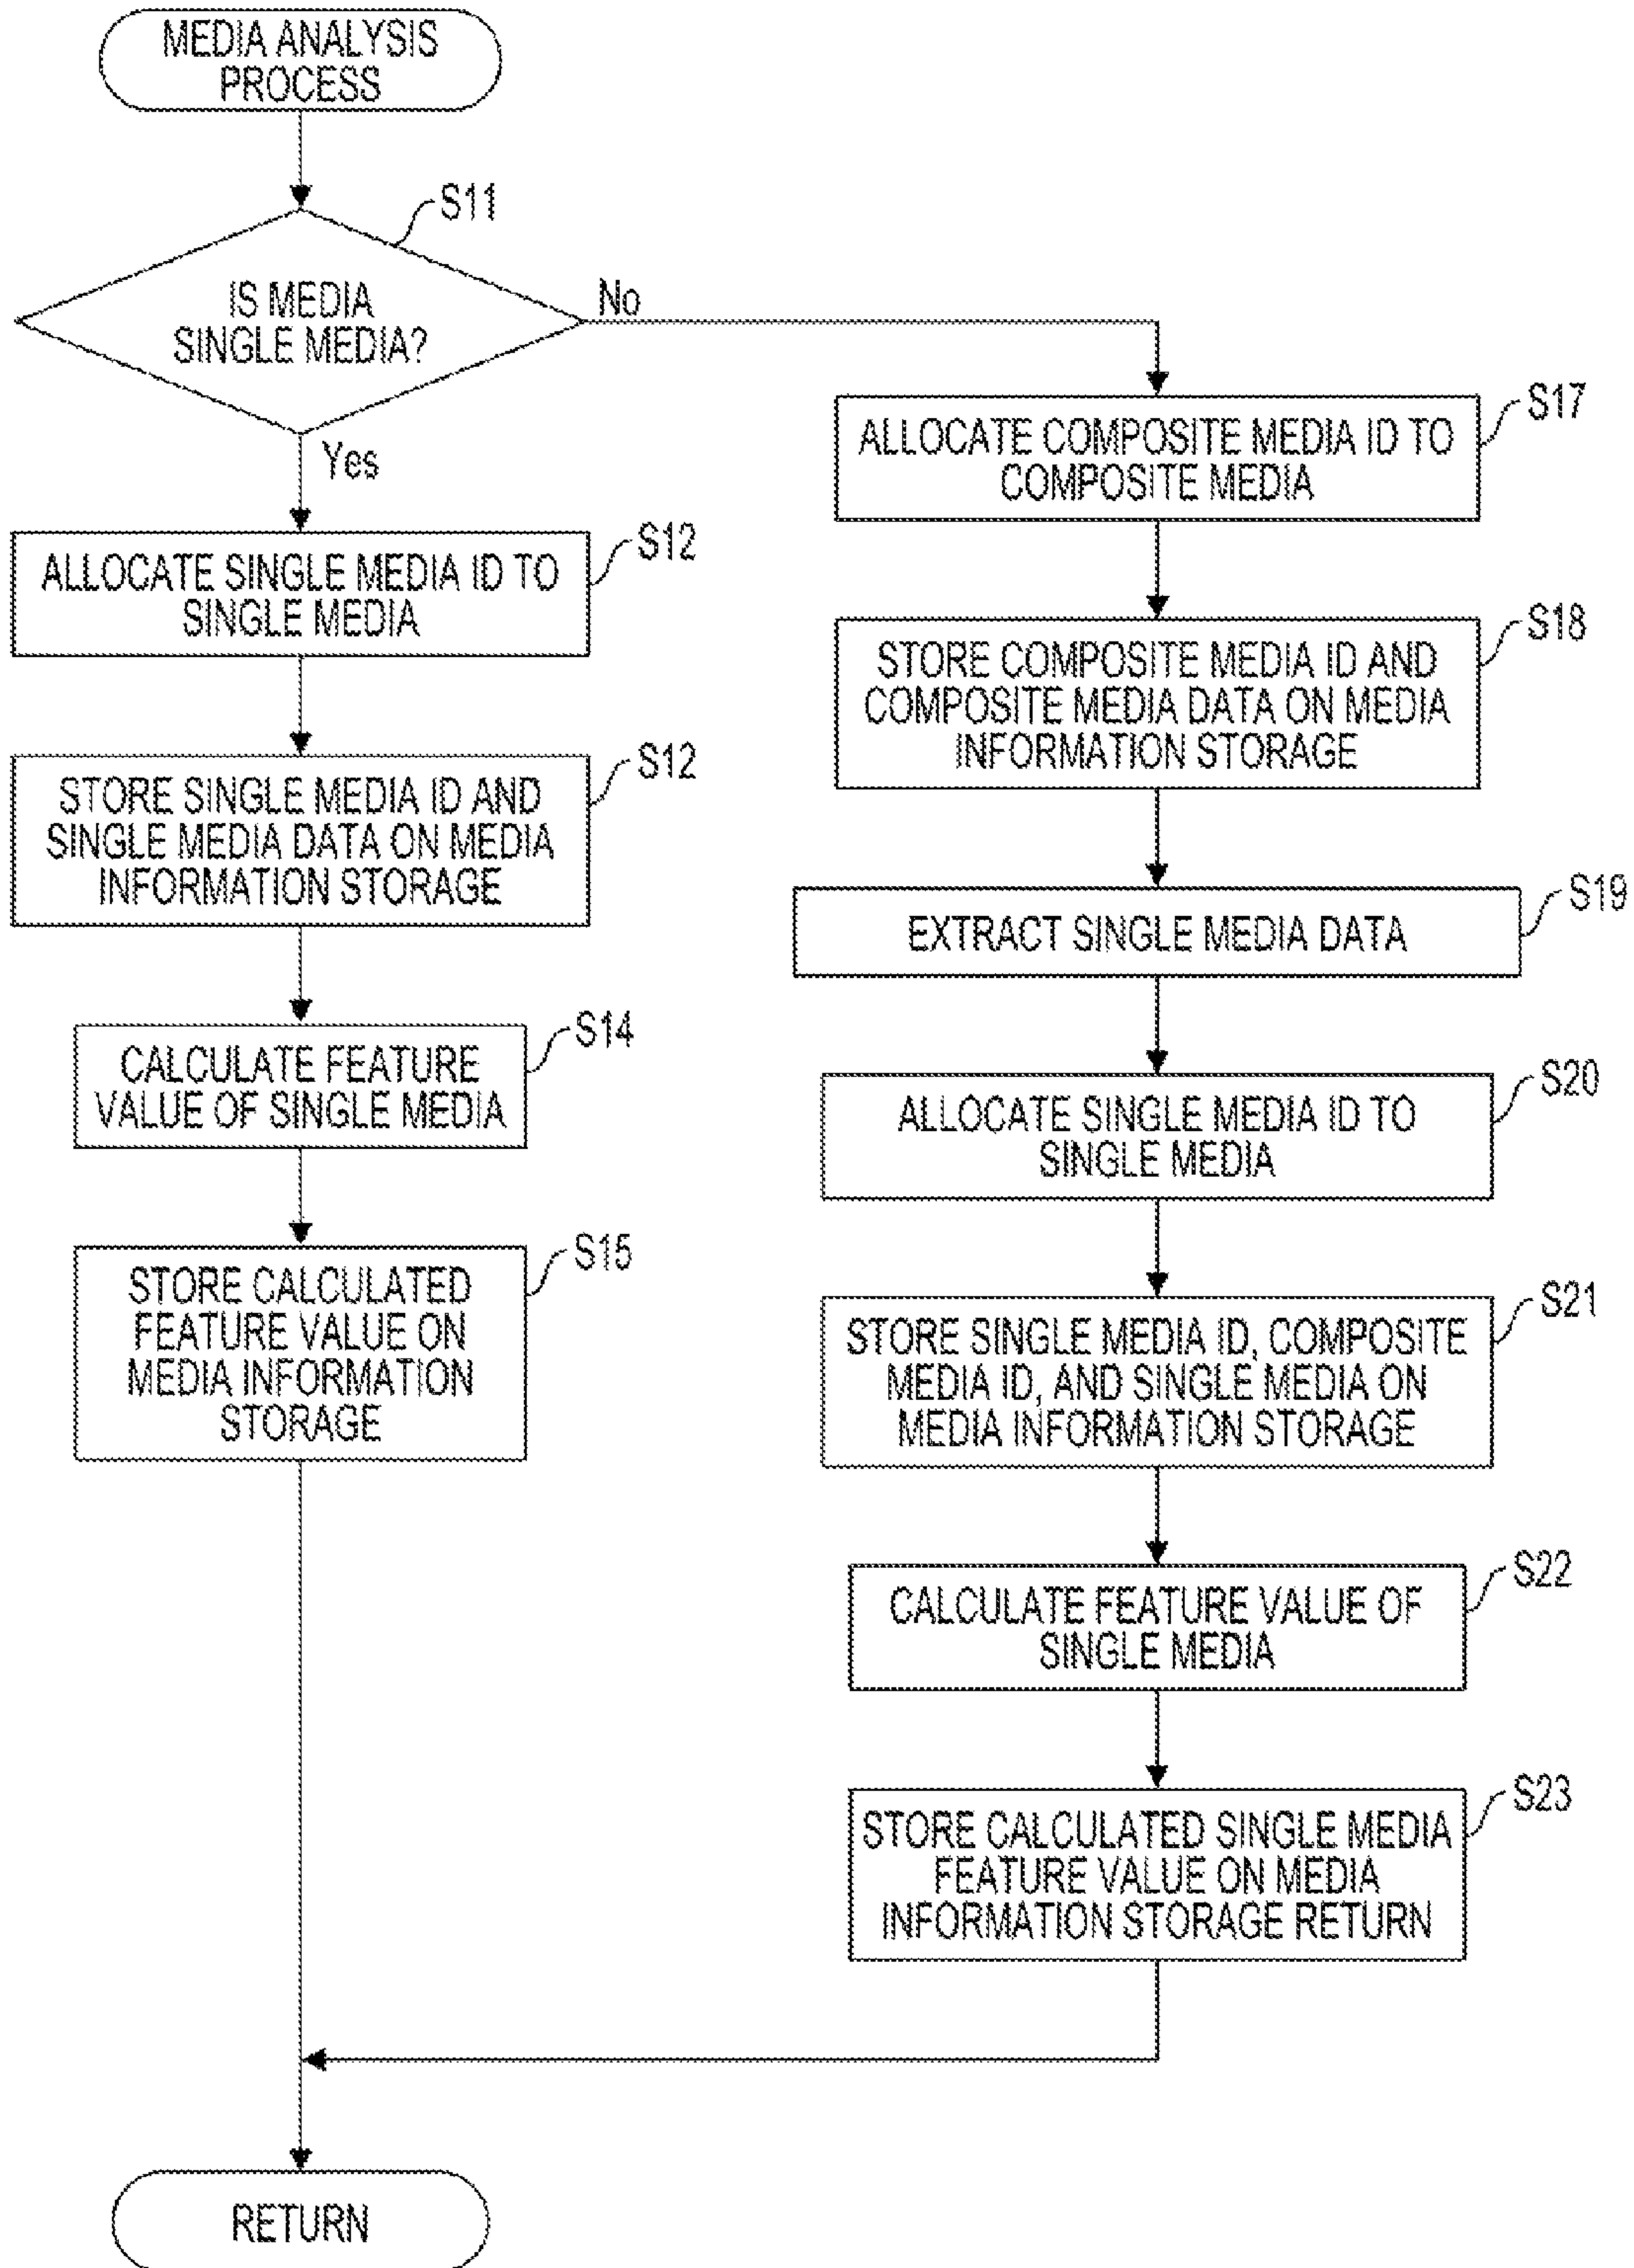 MEDIA ANALYSIS
PROCESS
S11
IS MEDIA
SINGLE MEDIA?
No
Yes
S12
ALLOCATE SINGLE MEDIA ID TO
SINGLE MEDIA
S12
STORE SINGLE MEDIA ID AND
SINGLE MEDIA DATA ON MEDIA
INFORMATION STORAGE
S14
CALCULATE FEATURE
VALUE OF SINGLE MEDIA
S15
STORE CALCULATED
FEATURE VALUE ON
MEDIA INFORMATION
STORAGE
S17
ALLOCATE COMPOSITE MEDIA ID TO
COMPOSITE MEDIA
S18
STORE COMPOSITE MEDIA ID AND
COMPOSITE MEDIA DATA ON MEDIA
INFORMATION STORAGE
S19
EXTRACT SINGLE MEDIA DATA
S20
ALLOCATE SINGLE MEDIA ID TO
SINGLE MEDIA
S21
STORE SINGLE MEDIA ID, COMPOSITE
MEDIA ID, AND SINGLE MEDIA ON
MEDIA INFORMATION STORAGE
S22
CALCULATE FEATURE VALUE OF
SINGLE MEDIA
S23
STORE CALCULATED SINGLE MEDIA
FEATURE VALUE ON MEDIA
INFORMATION STORAGE RETURN
RETURN